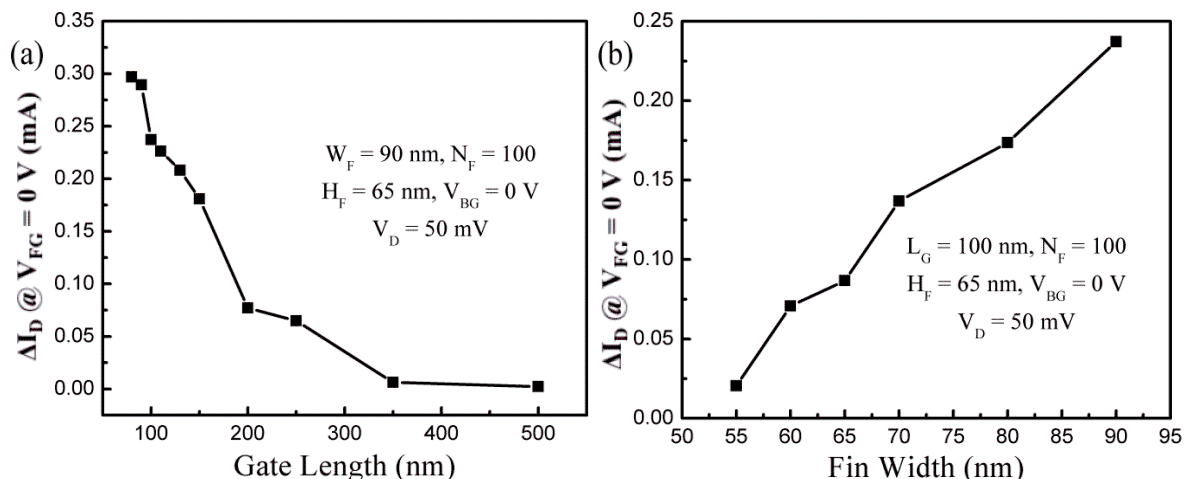 (a)
ΔI_D @ V_FG = 0 V (mA)
0.35
0.30
0.25
0.20
0.15
0.10
0.05
0.00
W_F = 90 nm, N_F = 100
H_F = 65 nm, V_BG = 0 V
V_D = 50 mV
100 200 300 400 500
Gate Length (nm)
(b)
ΔI_D @ V_FG = 0 V (mA)
0.25
0.20
0.15
0.10
0.05
0.00
L_G = 100 nm, N_F = 100
H_F = 65 nm, V_BG = 0 V
V_D = 50 mV
50 55 60 65 70 75 80 85 90 95
Fin Width (nm)